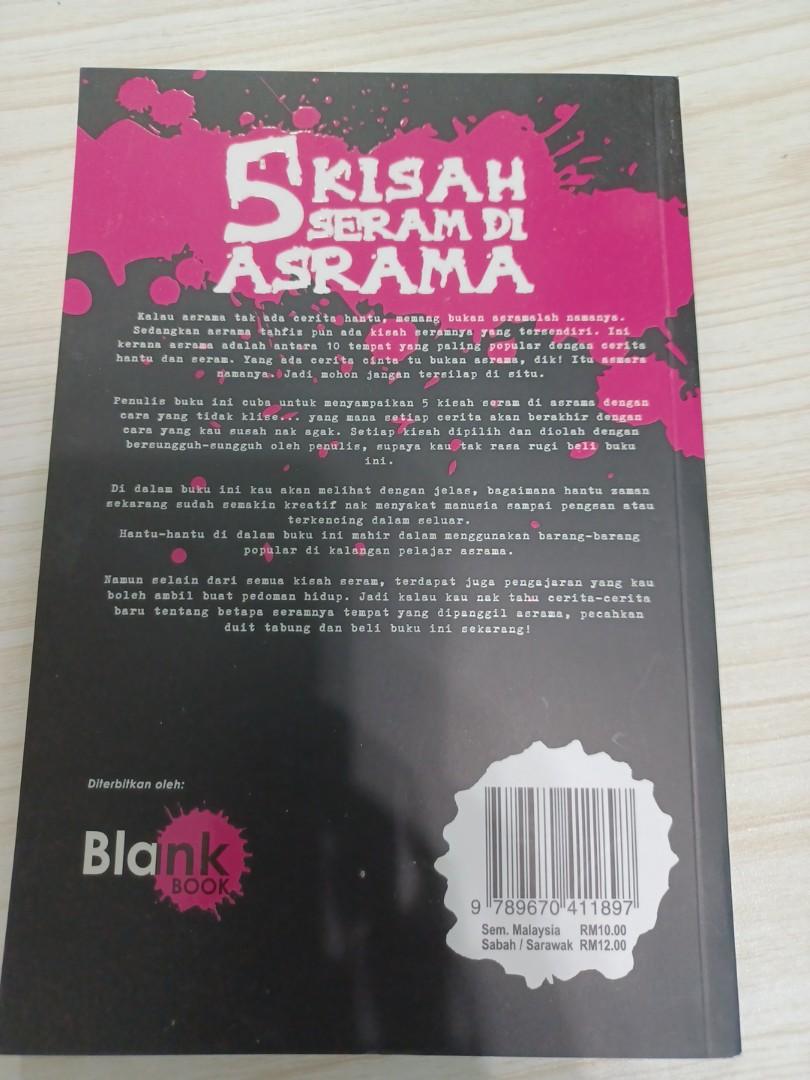 5 KISAH
SERAM DI
ASRAMA
Kalau asrama tak ada cerita hantu, memang bukan asramalah namanya.
Sedangkan asrama tahfiz pun ada kisah seramnya yang tersendiri. Ini
kerana asrama adalah antara 10 tempat yang paling popular dengan cerita
hantu dan seram. Yang ada cerita cinta tu bukan asrama, dik! Itu asmara
namanya. Jadi mohon jangan tersilap di situ.
Penulis buku ini cuba untuk menyampaikan 5 kisah seram di asrama dengan
cara yang tidak klise... yang mana setiap cerita akan berakhir dengan
cara yang kau susah nak agak. Setiap kisah dipilih dan diolah dengan
bersungguh-sungguh oleh penulis, supaya kau tak rasa rugi beli buku
ini.
Di dalam buku ini kau akan melihat dengan jelas, bagaimana hantu zaman
sekarang sudah semakin kreatif nak menyakat manusia sampai pengsan atau
terkencing dalam seluar.
Hantu-hantu di dalam buku ini mahir dalam menggunakan barang-barang
popular di kalangan pelajar asrama.
Namun selain dari semua kisah seram, terdapat juga pengajaran yang kau
boleh ambil buat pedoman hidup. Jadi kalau kau nak tahu cerita-cerita
baru tentang betapa seramnya tempat yang dipanggil asrama, pecahkan
duit tabung dan beli buku ini sekarang!
Diterbitkan oleh:
Blank
BOOK
9 789670 411897
Sem. Malaysia RM10.00
Sabah / Sarawak RM12.00